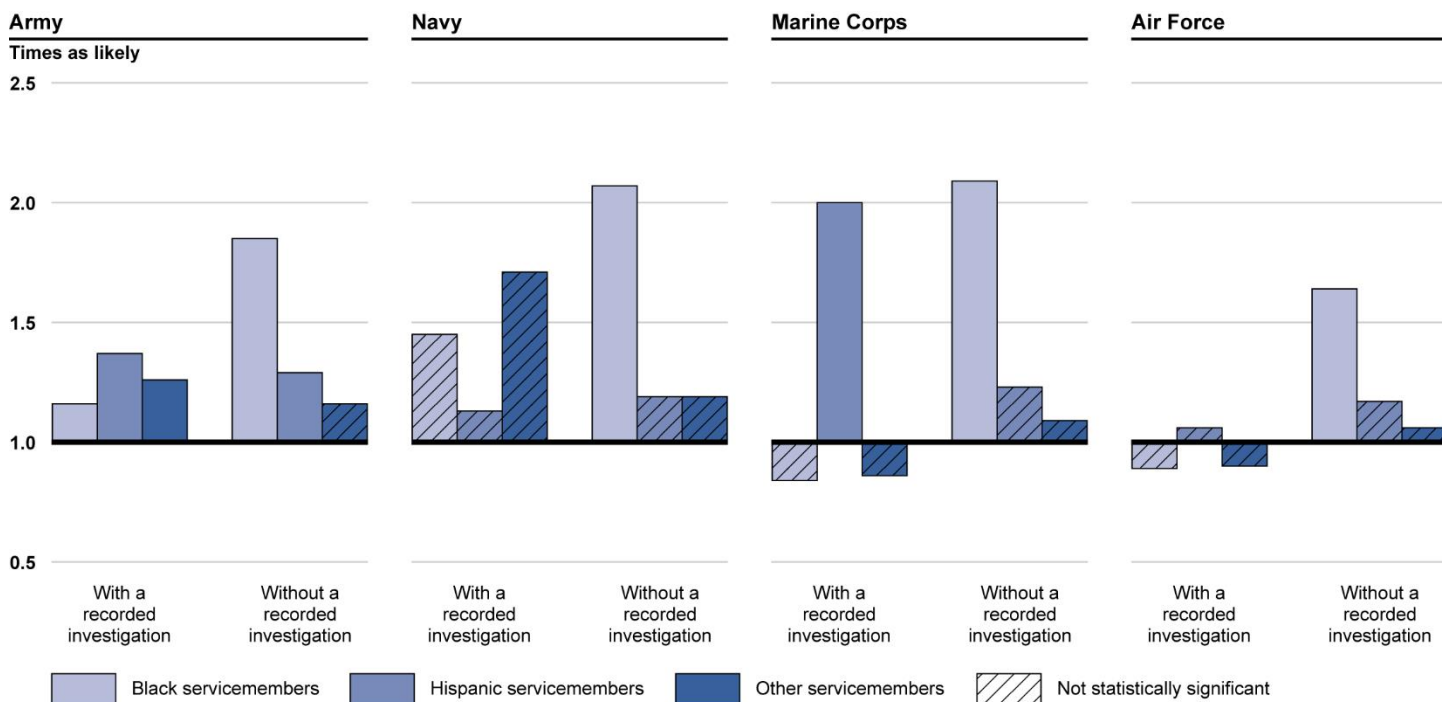 Army
Navy
Marine Corps
Air Force
Times as likely
2.5
2.0
1.5
1.0
0.5
With a
recorded
investigation
Without a
recorded
investigation
With a
recorded
investigation
Without a
recorded
investigation
With a
recorded
investigation
Without a
recorded
investigation
With a
recorded
investigation
Without a
recorded
investigation
Black servicemembers
Hispanic servicemembers
Other servicemembers
Not statistically significant